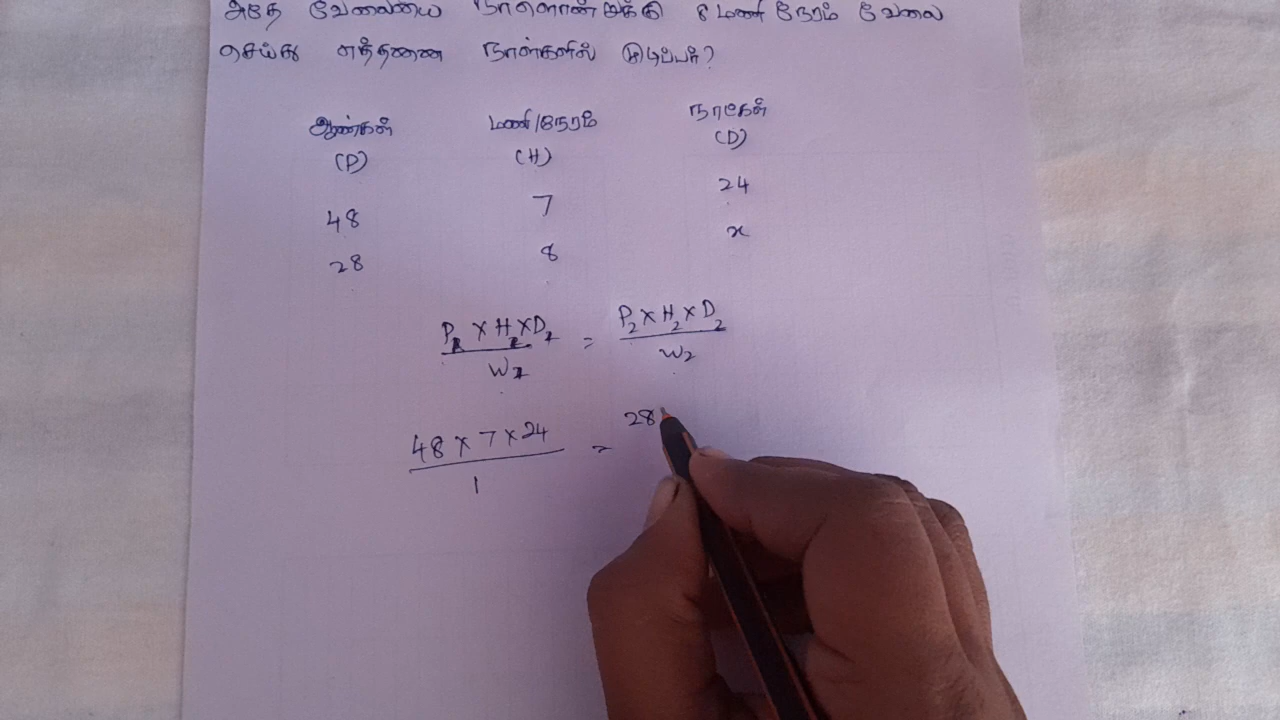 அதே வேலையை நாளொன்றுக்கு 8 மணி நேரம் வேலை
செய்து எத்தனை நாள்களில் முடிப்பர்?
ஆண்கள் மணி/நேரம் நாட்கள்
(P) (H) (D)
48 7 24
28 8 x
P₁ × H₁ × D₁ / W₁ = P₂ × H₂ × D₂ / W₂
48 × 7 × 24 / 1 = 28